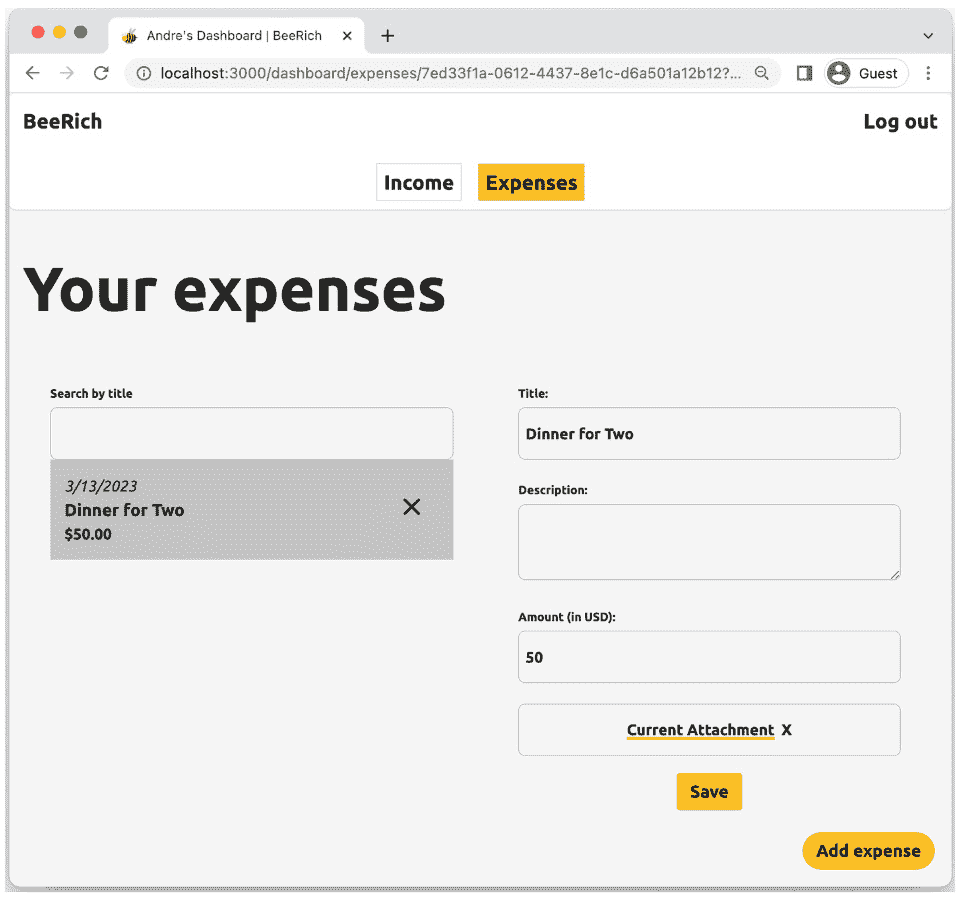 Andre's Dashboard | BeeRich
localhost:3000/dashboard/expenses/7ed33f1a-0612-4437-8e1c-d6a501a12b12?...
Guest
BeeRich
Log out
Income
Expenses
Your expenses
Search by title
3/13/2023
Dinner for Two
$50.00
Title:
Dinner for Two
Description:
Amount (in USD):
50
Current Attachment X
Save
Add expense